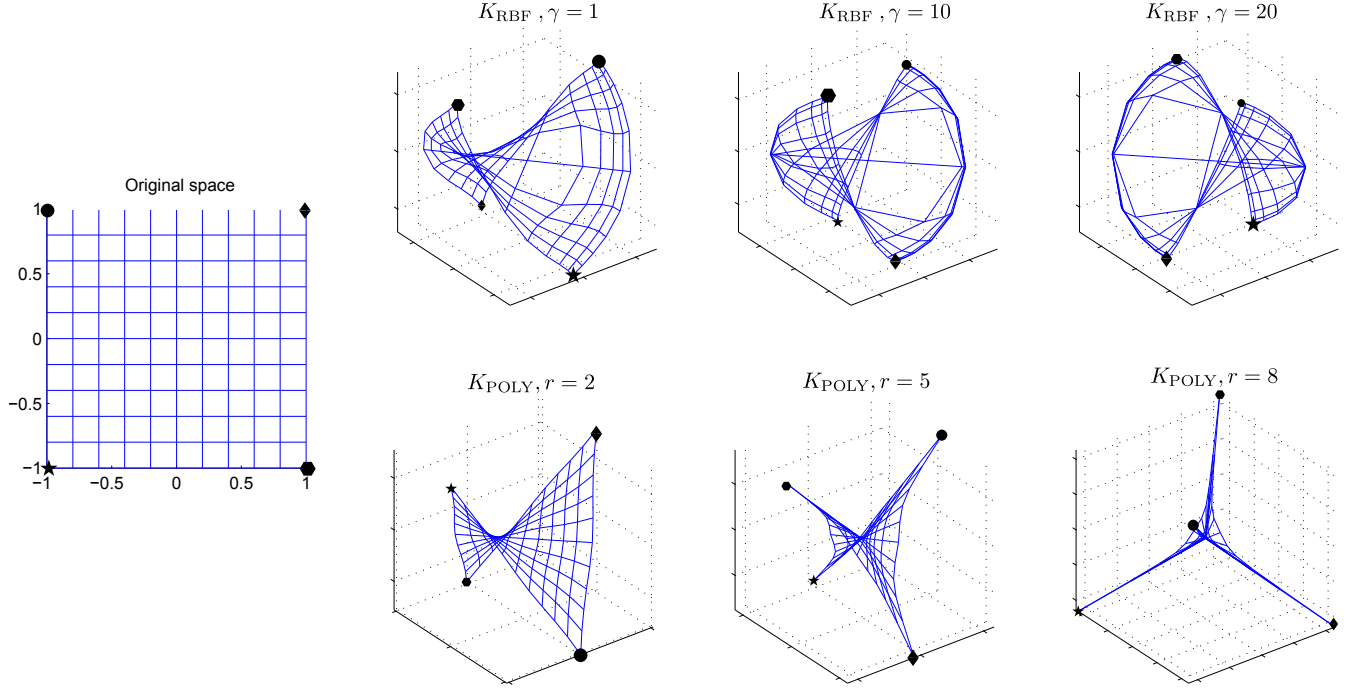 K_RBF , γ = 1
K_RBF , γ = 10
K_RBF , γ = 20
Original space
1
0.5
0
−0.5
−1
−1
−0.5
0
0.5
1
K_POLY, r = 2
K_POLY, r = 5
K_POLY, r = 8